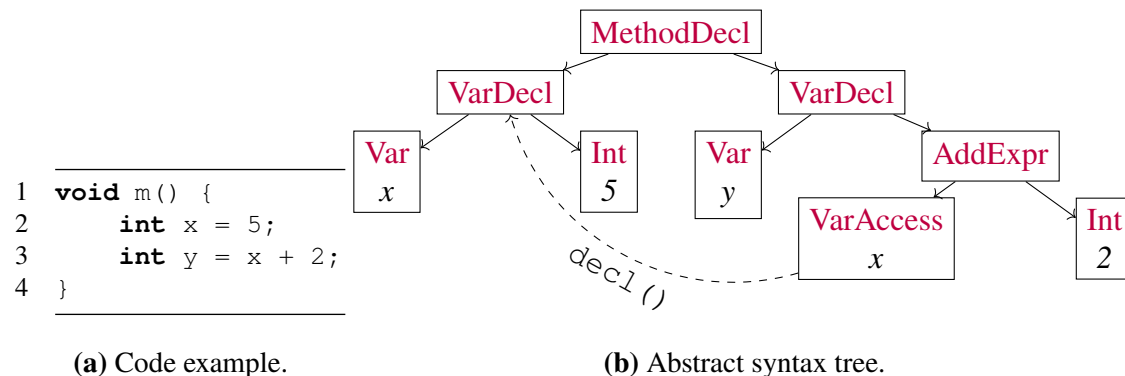 MethodDecl
VarDecl VarDecl
Var Int Var AddExpr
x 5 y
VarAccess Int
x 2
decl()
1 void m() {
2     int x = 5;
3     int y = x + 2;
4 }
(a) Code example.
(b) Abstract syntax tree.